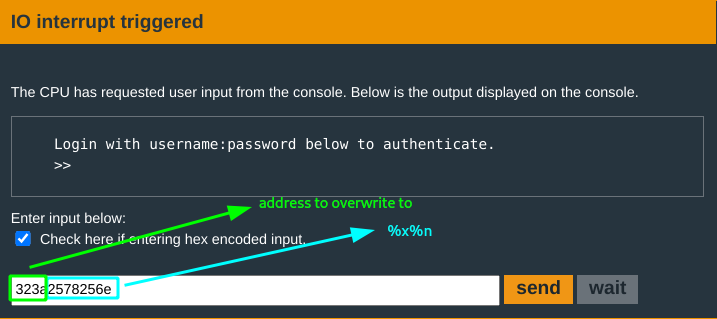 IO interrupt triggered
The CPU has requested user input from the console. Below is the output displayed on the console.
Login with username:password below to authenticate.
>>
address to overwrite to
Enter input below:
Check here if entering hex encoded input.
%x%n
323a2578256e
send wait